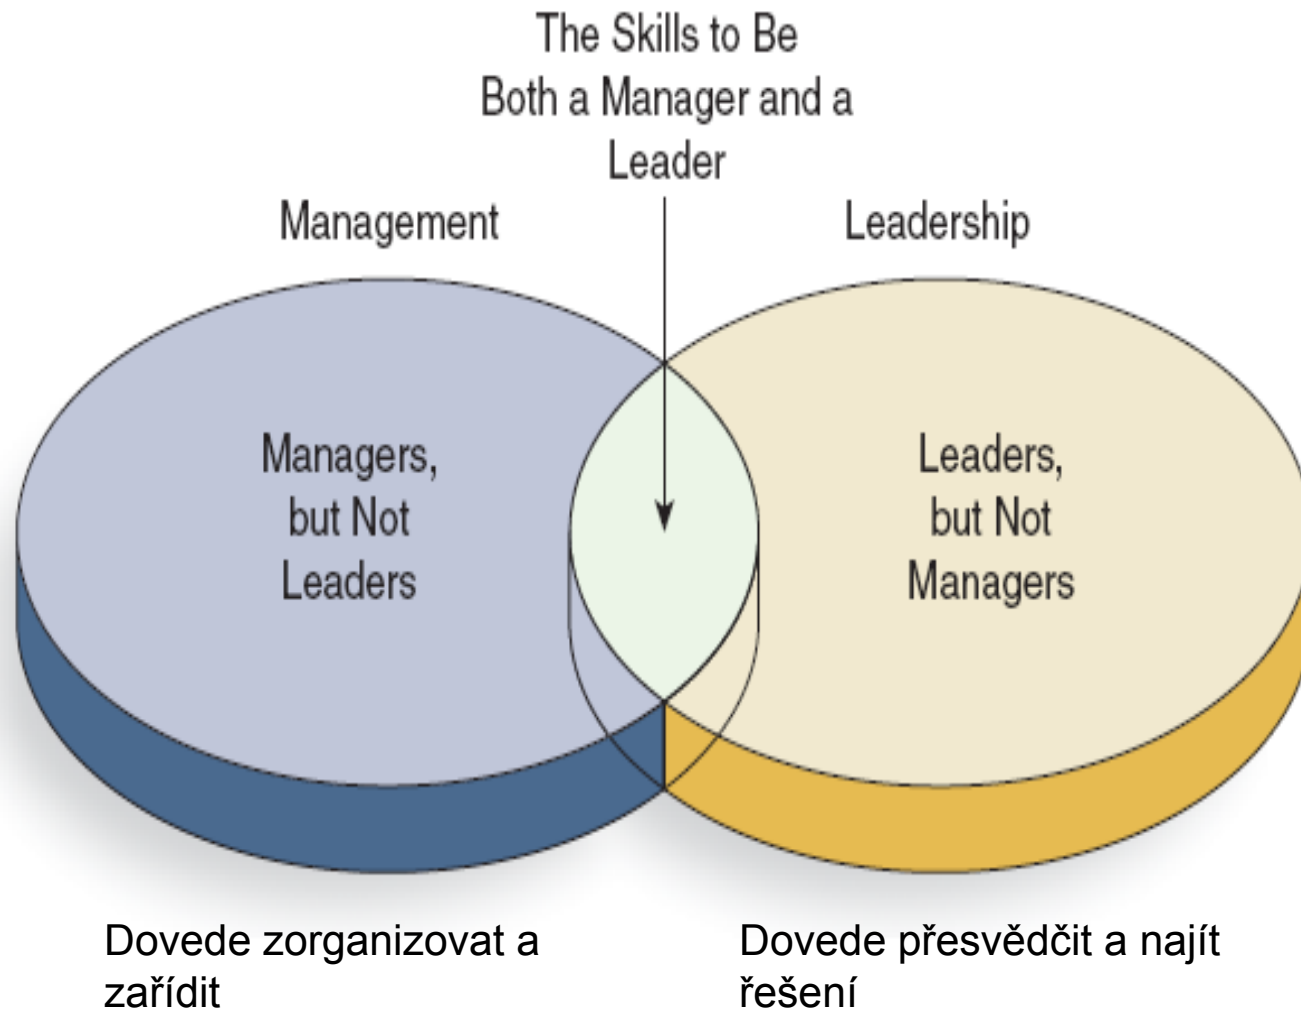 The Skills to Be
Both a Manager and a
Leader
Management
Leadership
Managers,
but Not
Leaders
Leaders,
but Not
Managers
Dovede zorganizovat a
zařídit
Dovede přesvědčit a najít
řešení